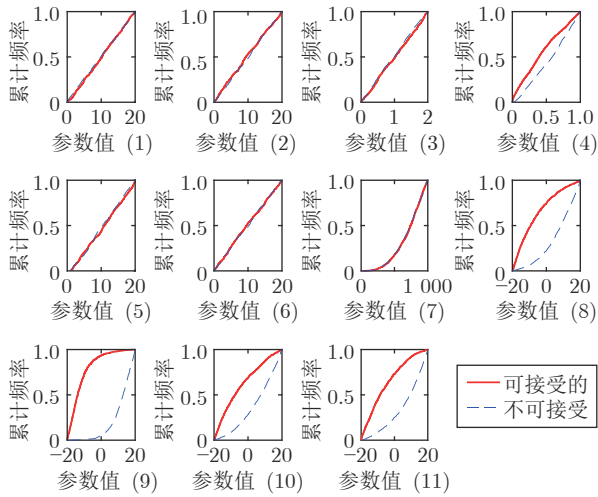 1.0
0.5
0
累计频率
0 10 20
参数值 (1)
1.0
0.5
0
累计频率
0 10 20
参数值 (2)
1.0
0.5
0
累计频率
0 1 2
参数值 (3)
1.0
0.5
0
累计频率
0 0.5 1.0
参数值 (4)
1.0
0.5
0
累计频率
0 10 20
参数值 (5)
1.0
0.5
0
累计频率
0 10 20
参数值 (6)
1.0
0.5
0
累计频率
0 1 000
参数值 (7)
1.0
0.5
0
累计频率
−20 0 20
参数值 (8)
1.0
0.5
0
累计频率
−20 0 20
参数值 (9)
1.0
0.5
0
累计频率
−20 0 20
参数值 (10)
1.0
0.5
0
累计频率
−20 0 20
参数值 (11)
可接受的
不可接受